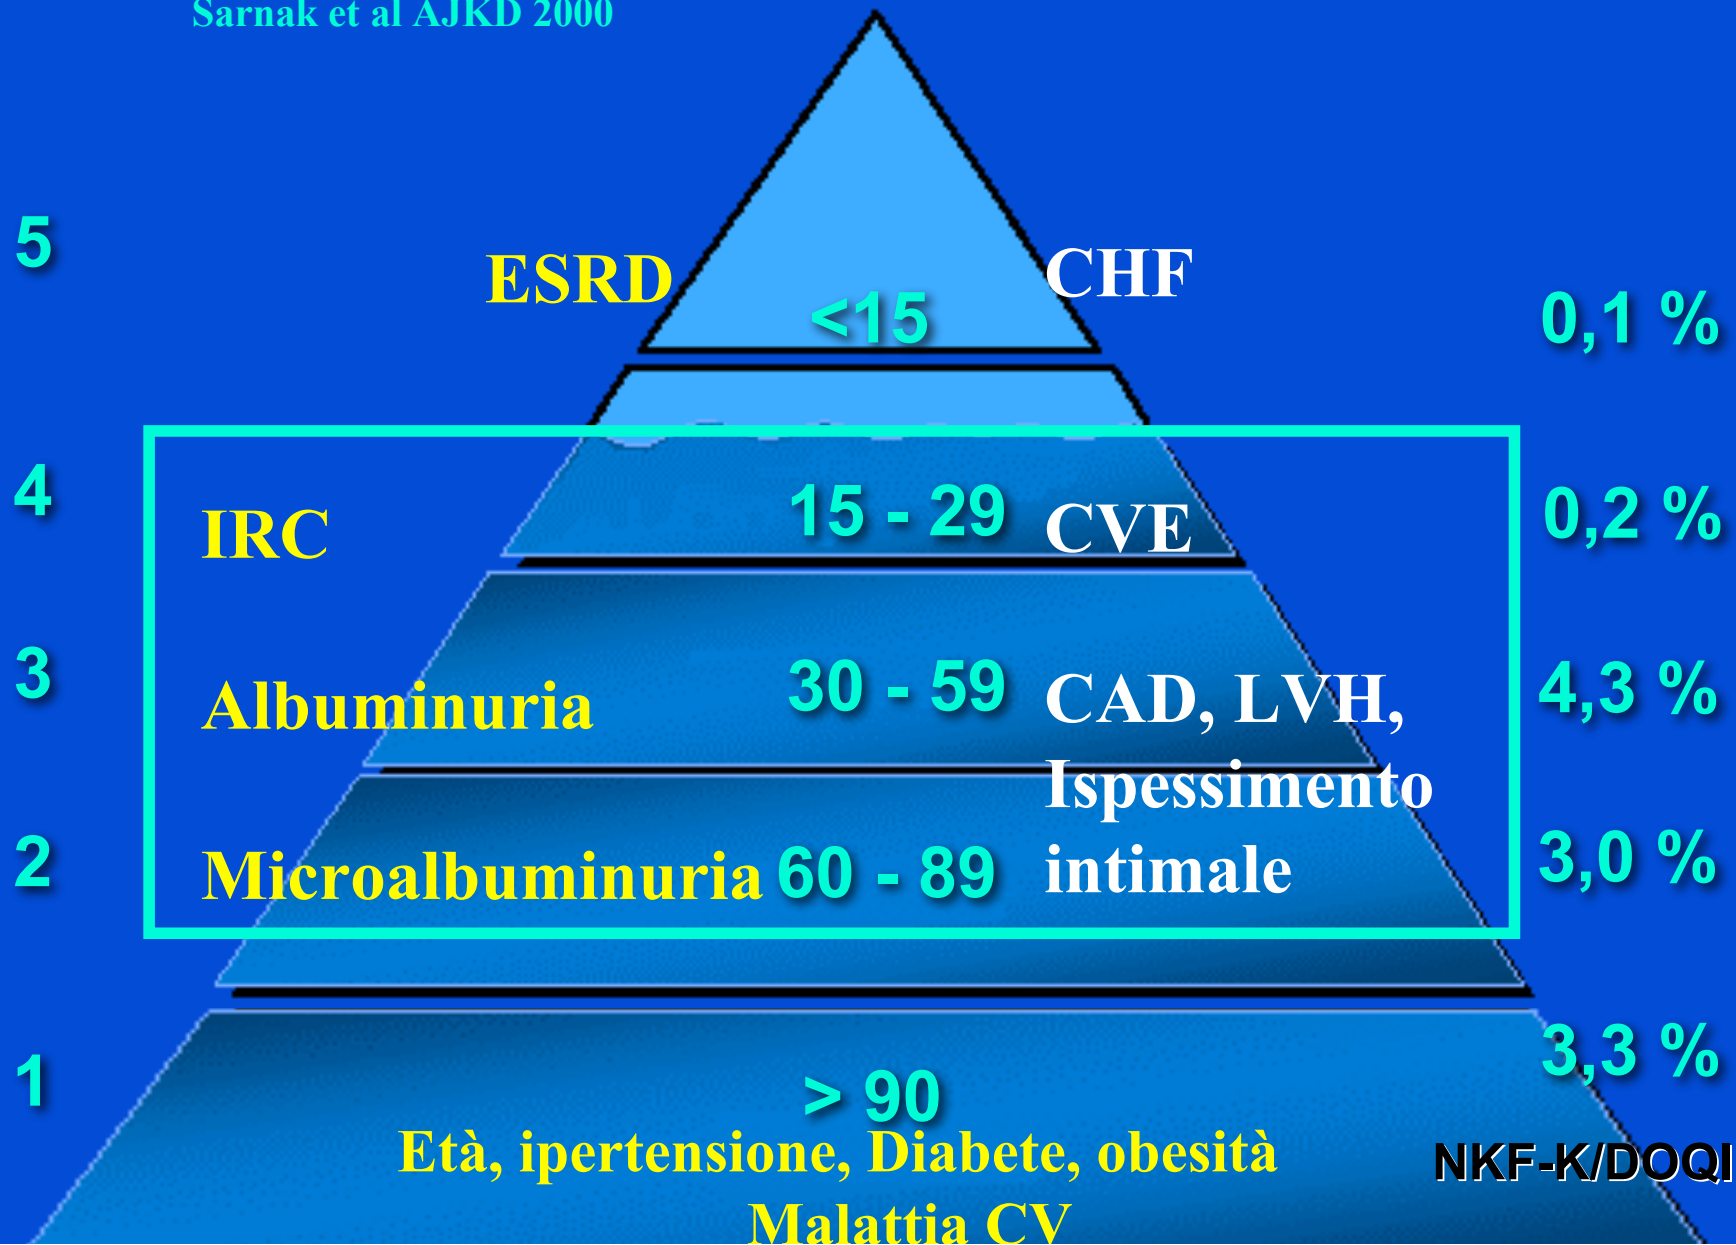 Sarnak et al AJKD 2000
5
ESRD
CHF
<15
0,1 %
4
IRC
15 - 29
CVE
0,2 %
3
Albuminuria
30 - 59
CAD, LVH,
4,3 %
Ispessimento
2
Microalbuminuria
60 - 89
intimale
3,0 %
1
> 90
3,3 %
Età, ipertensione, Diabete, obesità
NKF-K/DOQI
Malattia CV